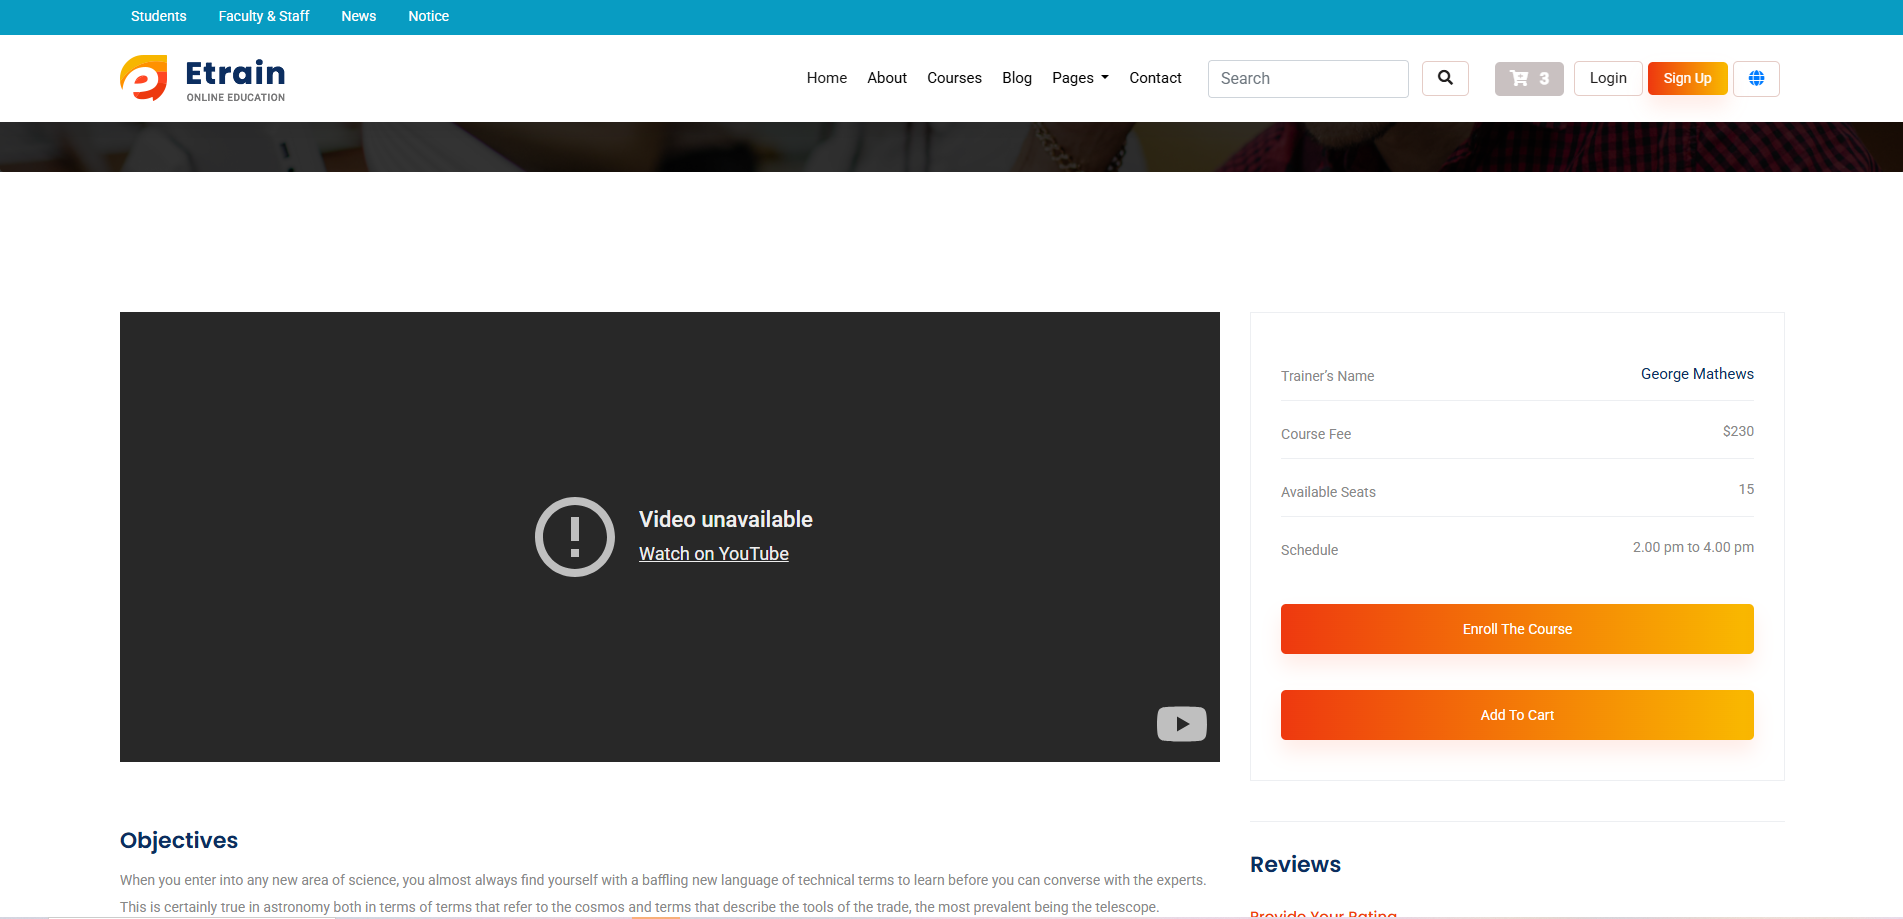 Students Faculty & Staff News Notice
Etrain
ONLINE EDUCATION
Home About Courses Blog Pages Contact Search 3 Login Sign Up
Video unavailable
Watch on YouTube
Trainer’s Name George Mathews
Course Fee $230
Available Seats 15
Schedule 2.00 pm to 4.00 pm
Enroll The Course
Add To Cart
Objectives
When you enter into any new area of science, you almost always find yourself with a baffling new language of technical terms to learn before you can converse with the experts.
This is certainly true in astronomy both in terms of terms that refer to the cosmos and terms that describe the tools of the trade, the most prevalent being the telescope.
Reviews
Provide Your Rating